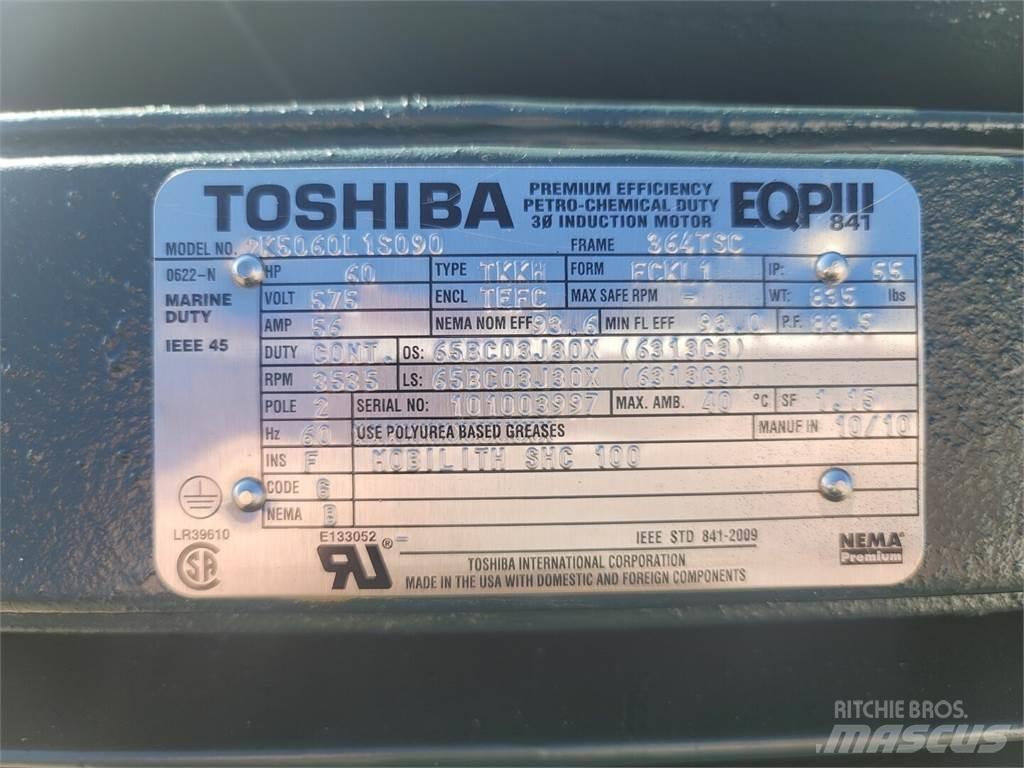 TOSHIBA PREMIUM EFFICIENCY PETRO-CHEMICAL DUTY 3Ø INDUCTION MOTOR EQPIII 841
MODEL NO. FRAME 364TSC
0622-N HP 60 TYPE TKKH FORM FCKL1 IP: 55
MARINE DUTY VOLT 575 ENCL TEFC MAX SAFE RPM - WT: 835 lbs
AMP 56 NEMA NOM EFF 93.6 MIN FL EFF 93.0 P.F. 88.5
IEEE 45 DUTY CONT. OS: 65BC03J30X (6313C3)
RPM 3535 LS: 65BC03J30X (6313C3)
POLE 2 SERIAL NO: 101003997 MAX. AMB. 40 °C SF 1.15
Hz 60 USE POLYUREA BASED GREASES MANUF IN 10/10
INS F MOBILITH SHC 100
CODE
NEMA B
LR39610 E133052 - IEEE STD 841-2009 NEMA Premium
SA ® TOSHIBA INTERNATIONAL CORPORATION
MADE IN THE USA WITH DOMESTIC AND FOREIGN COMPONENTS
RITCHIE BROS.
MASCUS